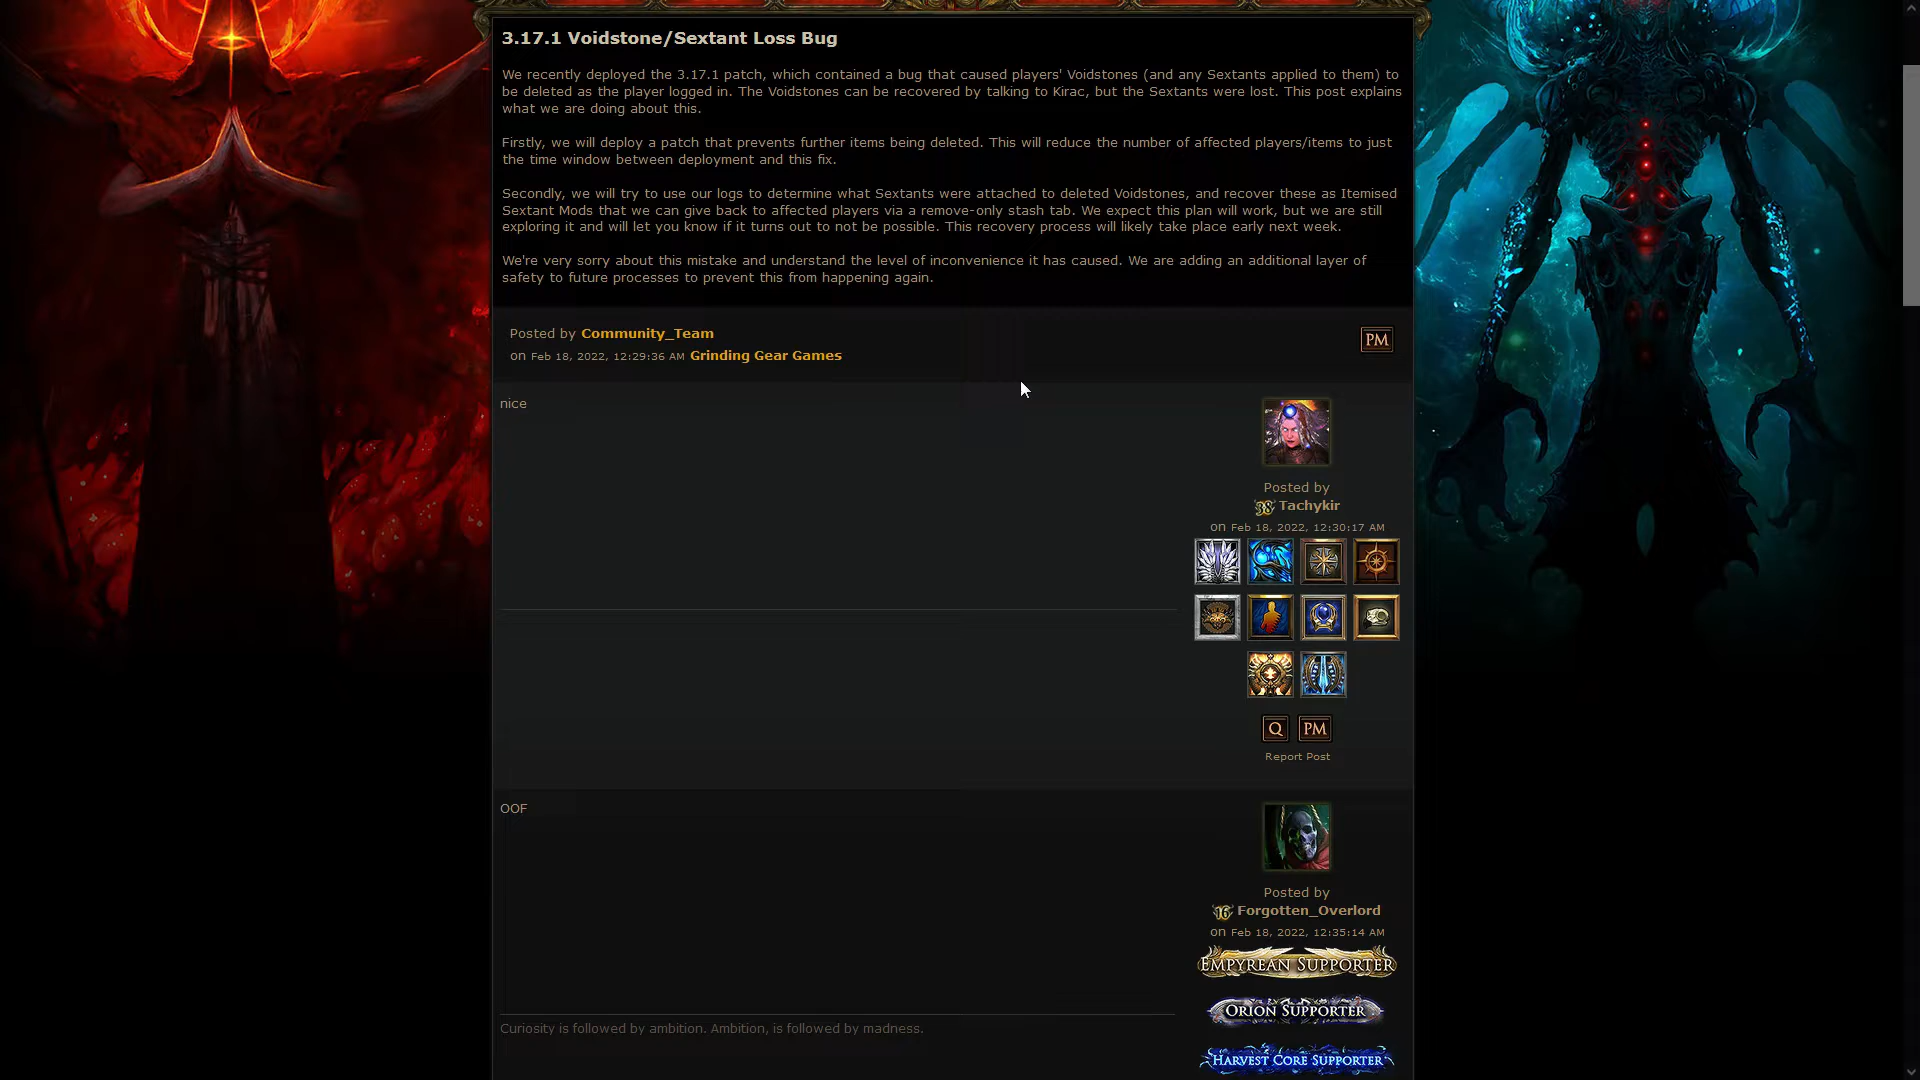 3.17.1 Voidstone/Sextant Loss Bug
We recently deployed the 3.17.1 patch, which contained a bug that caused players' Voidstones (and any Sextants applied to them) to
be deleted as the player logged in. The Voidstones can be recovered by talking to Kirac, but the Sextants were lost. This post explains
what we are doing about this.
Firstly, we will deploy a patch that prevents further items being deleted. This will reduce the number of affected players/items to just
the time window between deployment and this fix.
Secondly, we will try to use our logs to determine what Sextants were attached to deleted Voidstones, and recover these as Itemised
Sextant Mods that we can give back to affected players via a remove-only stash tab. We expect this plan will work, but we are still
exploring it and will let you know if it turns out to not be possible. This recovery process will likely take place early next week.
We're very sorry about this mistake and understand the level of inconvenience it has caused. We are adding an additional layer of
safety to future processes to prevent this from happening again.
Posted by Community_Team
on Feb 18, 2022, 12:29:36 AM Grinding Gear Games
PM
nice
Posted by
38 Tachykir
on Feb 18, 2022, 12:30:17 AM
Q PM
Report Post
OOF
Posted by
16 Forgotten_Overlord
on Feb 18, 2022, 12:35:14 AM
EMPYREAN SUPPORTER
ORION SUPPORTER
Curiosity is followed by ambition. Ambition, is followed by madness.
HARVEST CORE SUPPORTER